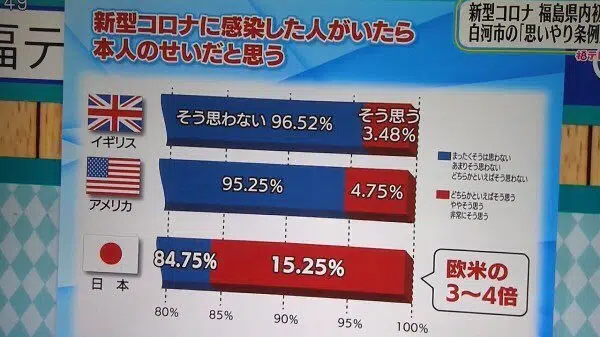 49
福テ
新型コロナ 福島県内初
白河市の「思いやり条例
新型コロナに感染した人がいたら
本人のせいだと思う
イギリス
そう思わない 96.52%
そう思う
3.48%
アメリカ
95.25%
4.75%
日本
84.75%
15.25%
まったくそうは思わない
あまりそう思わない
どちらかといえばそう思わない
どちらかといえばそう思う
ややそう思う
非常にそう思う
欧米の
3〜4倍
80%
85%
90%
95%
100%